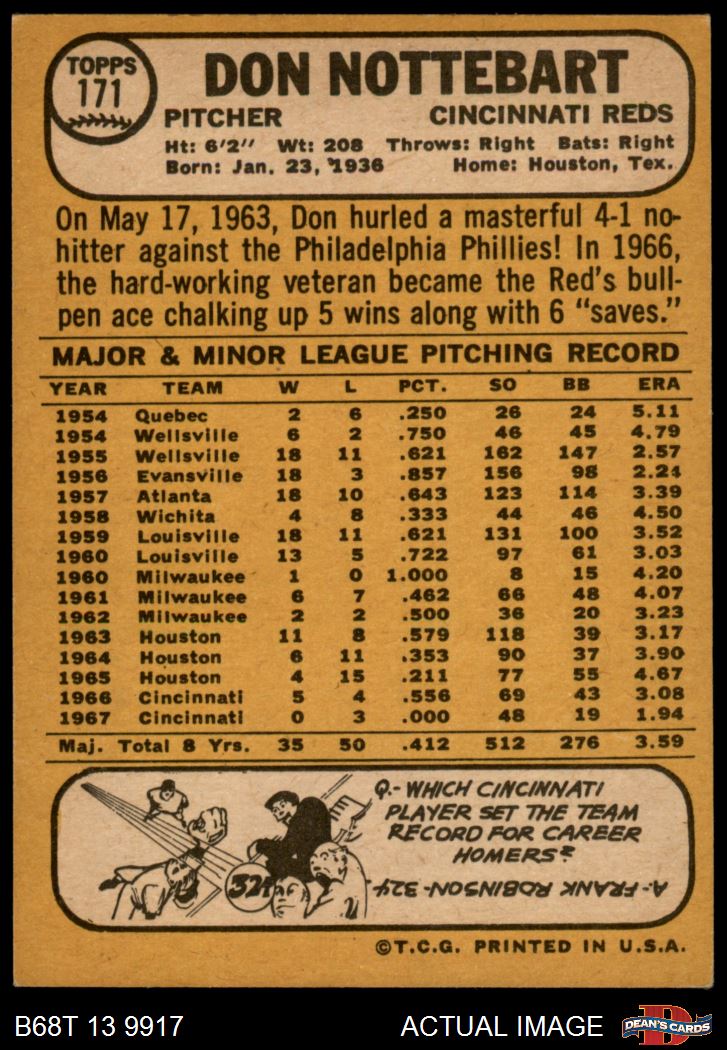 TOPPS
171
DON NOTTEBART
PITCHER CINCINNATI REDS
Ht: 6'2" Wt: 208 Throws: Right Bats: Right
Born: Jan. 23, 1936 Home: Houston, Tex.
On May 17, 1963, Don hurled a masterful 4-1 no-
hitter against the Philadelphia Phillies! In 1966,
the hard-working veteran became the Red's bull-
pen ace chalking up 5 wins along with 6 "saves."
MAJOR & MINOR LEAGUE PITCHING RECORD
YEAR TEAM W L PCT. SO BB ERA
1954 Quebec 2 6 .250 26 24 5.11
1954 Wellsville 6 2 .750 46 45 4.79
1955 Wellsville 18 11 .621 162 147 2.57
1956 Evansville 18 3 .857 156 98 2.24
1957 Atlanta 18 10 .643 123 114 3.39
1958 Wichita 4 8 .333 44 46 4.50
1959 Louisville 18 11 .621 131 100 3.52
1960 Louisville 13 5 .722 97 61 3.03
1960 Milwaukee 1 0 1.000 8 15 4.20
1961 Milwaukee 6 7 .462 66 48 4.07
1962 Milwaukee 2 2 .500 36 20 3.23
1963 Houston 11 8 .579 118 39 3.17
1964 Houston 6 11 .353 90 37 3.90
1965 Houston 4 15 .211 77 55 4.67
1966 Cincinnati 5 4 .556 69 43 3.08
1967 Cincinnati 0 3 .000 48 19 1.94
Maj. Total 8 Yrs. 35 50 .412 512 276 3.59
Q.- WHICH CINCINNATI
PLAYER SET THE TEAM
RECORD FOR CAREER
HOMERS?
324
A.- FRANK ROBINSON-324
©T.C.G. PRINTED IN U.S.A.
B68T 13 9917 ACTUAL IMAGE
D
DEAN'S CARDS